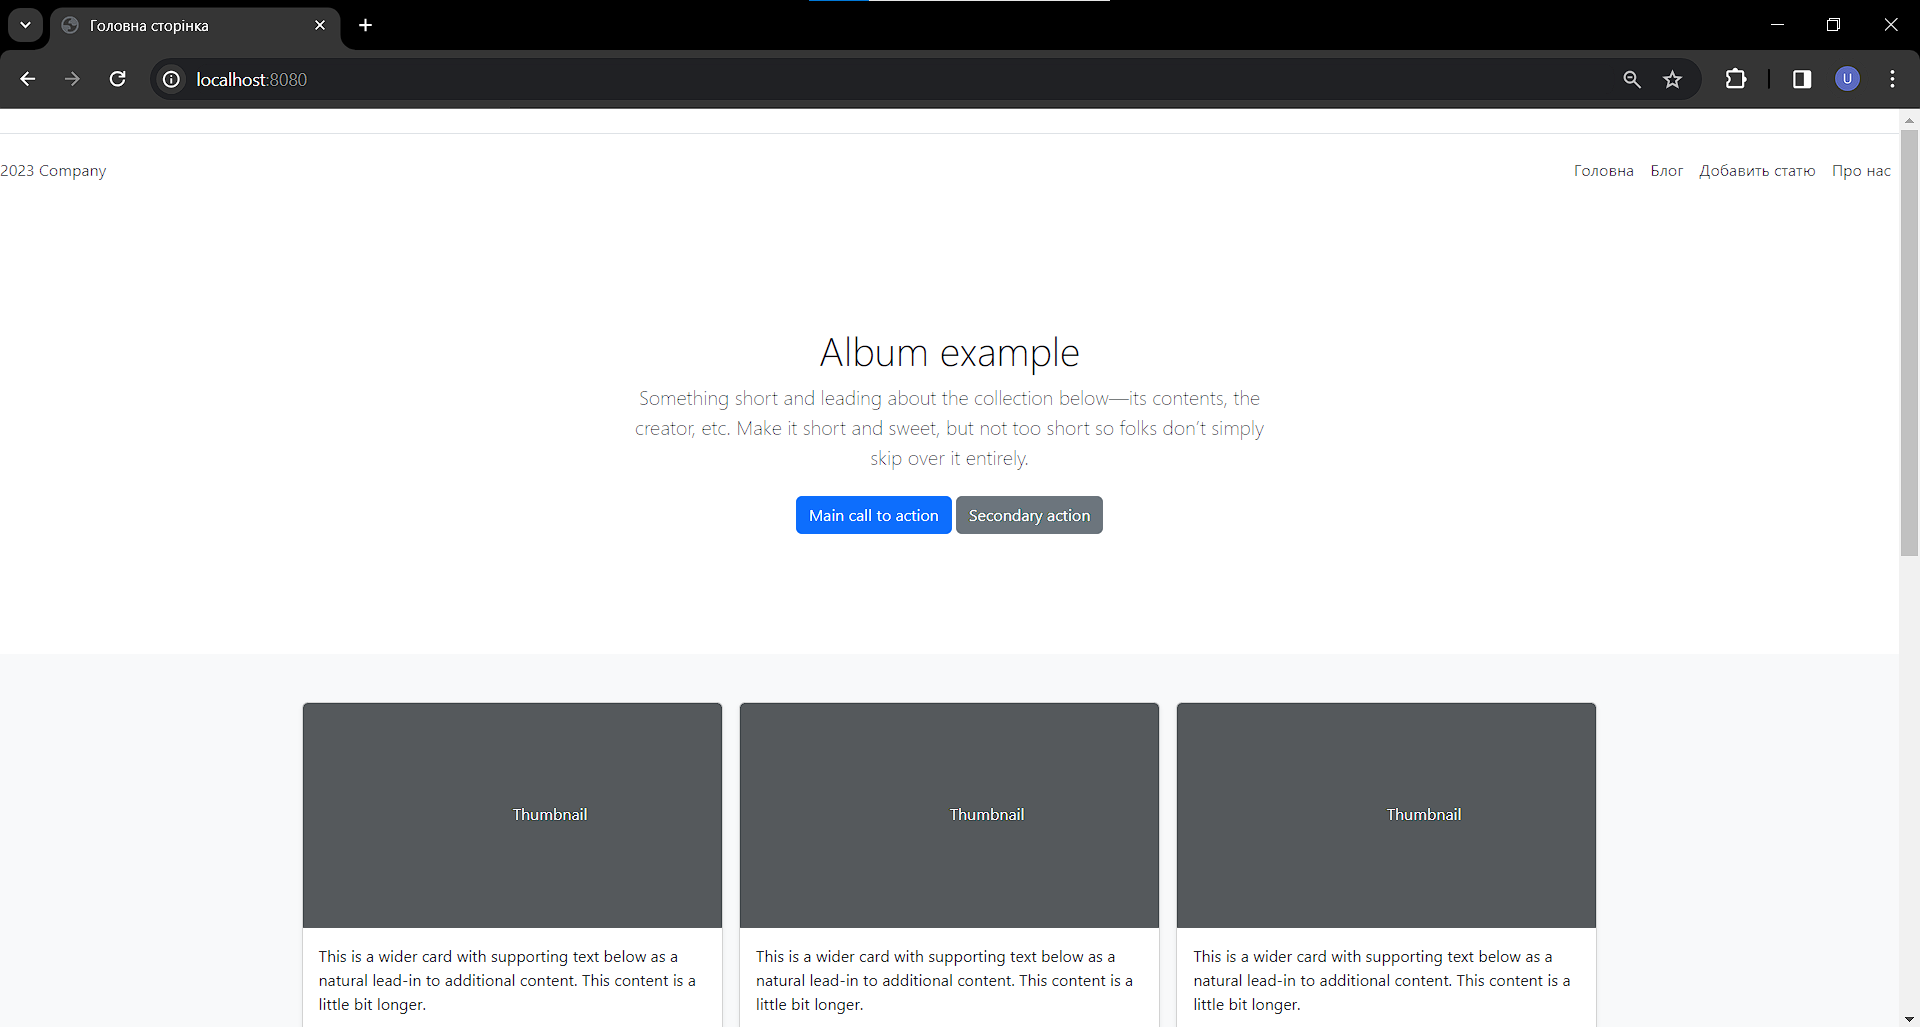 Головна сторінка
localhost:8080
U
2023 Company
Головна Блог Добавить статю Про нас
Album example
Something short and leading about the collection below—its contents, the
creator, etc. Make it short and sweet, but not too short so folks don’t simply
skip over it entirely.
Main call to action Secondary action
Thumbnail
This is a wider card with supporting text below as a
natural lead-in to additional content. This content is a
little bit longer.
Thumbnail
This is a wider card with supporting text below as a
natural lead-in to additional content. This content is a
little bit longer.
Thumbnail
This is a wider card with supporting text below as a
natural lead-in to additional content. This content is a
little bit longer.